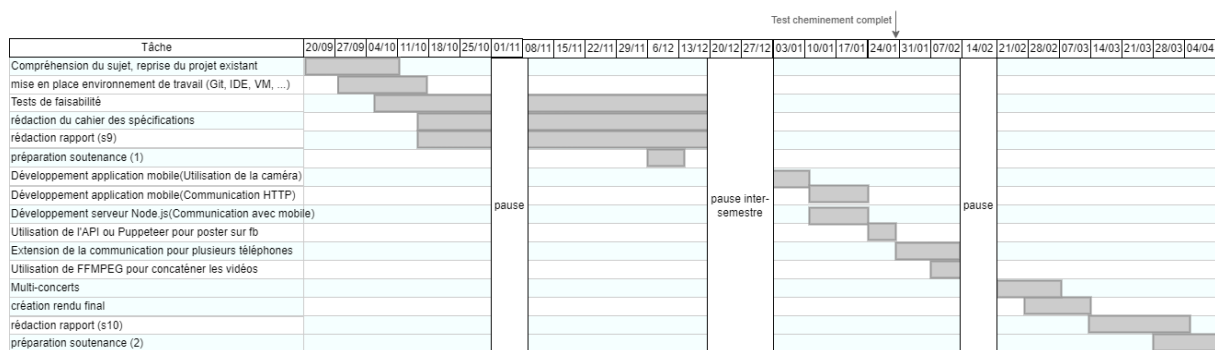 Test cheminement complet
Tâche 20/09 27/09 04/10 11/10 18/10 25/10 01/11 08/11 15/11 22/11 29/11 6/12 13/12 20/12 27/12 03/01 10/01 17/01 24/01 31/01 07/02 14/02 21/02 28/02 07/03 14/03 21/03 28/03 04/04
Compréhension du sujet, reprise du projet existant
mise en place environnement de travail (Git, IDE, VM, ...)
Tests de faisabilité
rédaction du cahier des spécifications
rédaction rapport (s9)
préparation soutenance (1)
Développement application mobile(Utilisation de la caméra)
Développement application mobile(Communication HTTP)
pause
pause inter-
semestre
pause
Développement serveur Node.js(Communication avec mobile)
Utilisation de l'API ou Puppeteer pour poster sur fb
Extension de la communication pour plusieurs téléphones
Utilisation de FFMPEG pour concaténer les vidéos
Multi-concerts
création rendu final
rédaction rapport (s10)
préparation soutenance (2)